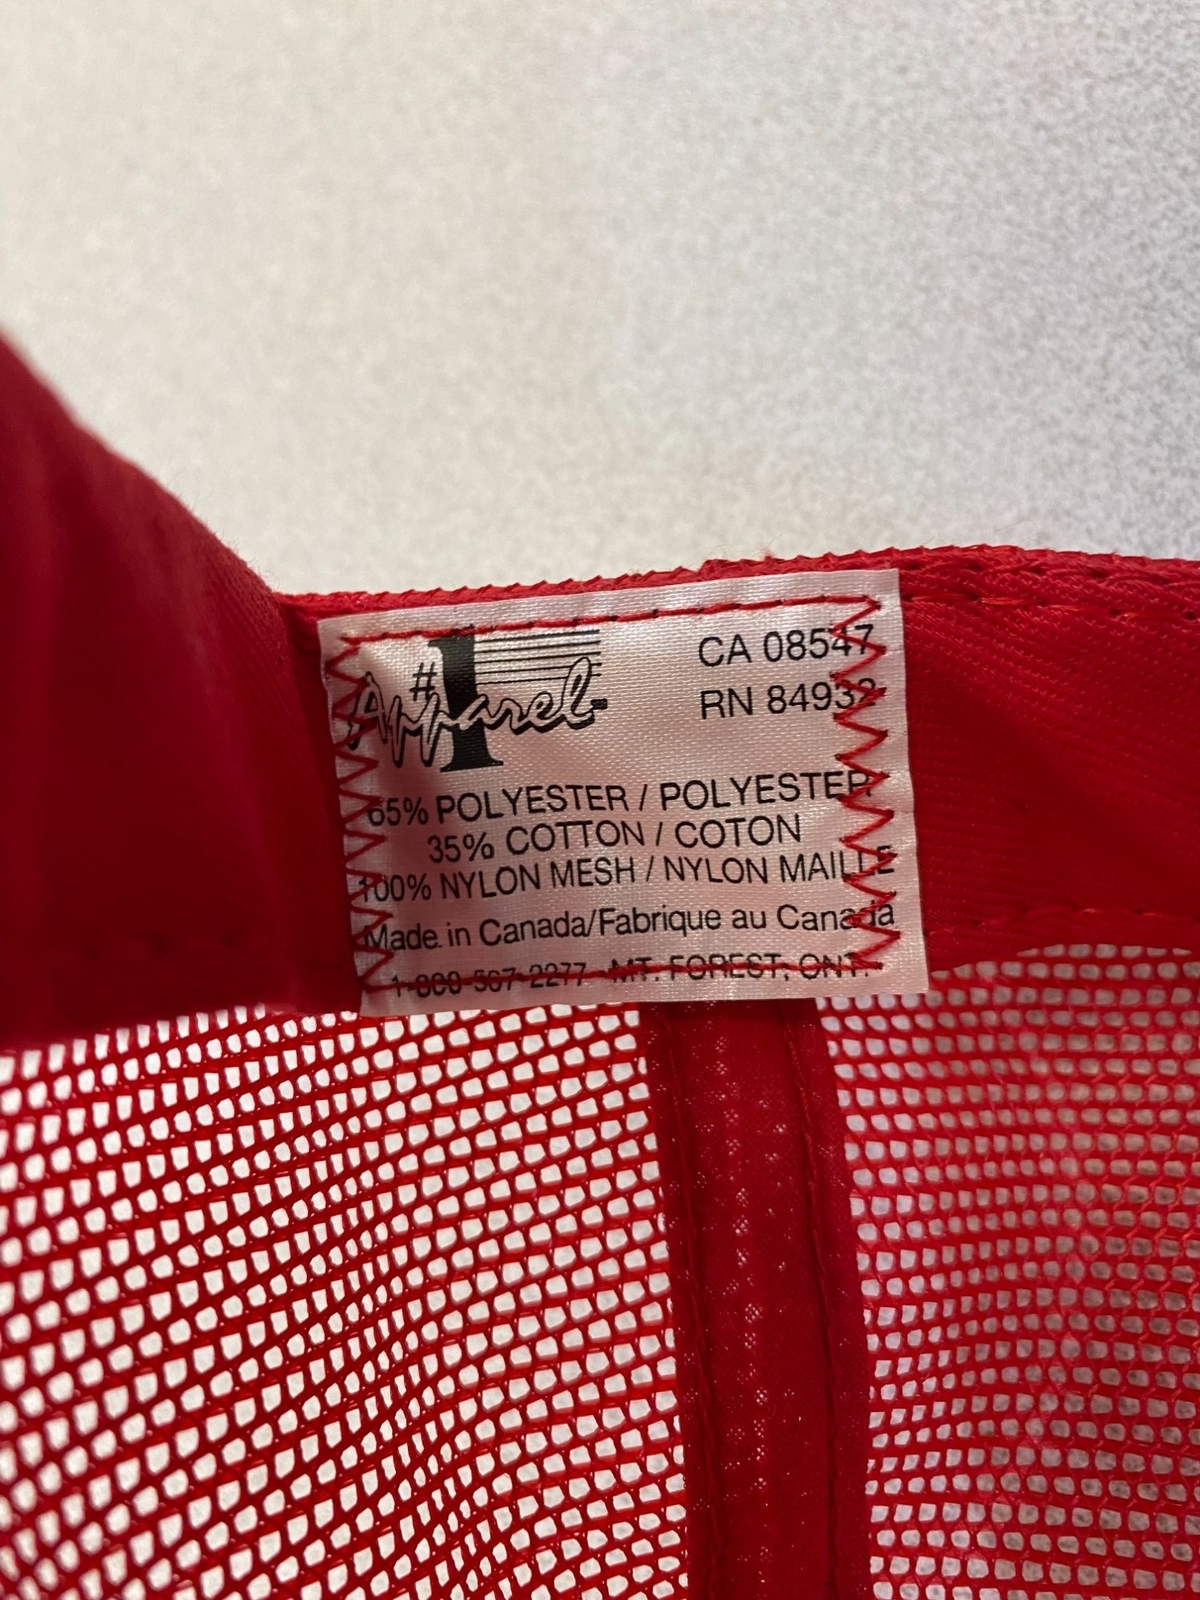 #1
Apparel
CA 08547
RN 84932
65% POLYESTER / POLYESTER
35% COTTON / COTON
100% NYLON MESH / NYLON MAILLE
Made in Canada/Fabrique au Canada
1-800-567-2277 MT. FOREST, ONT.